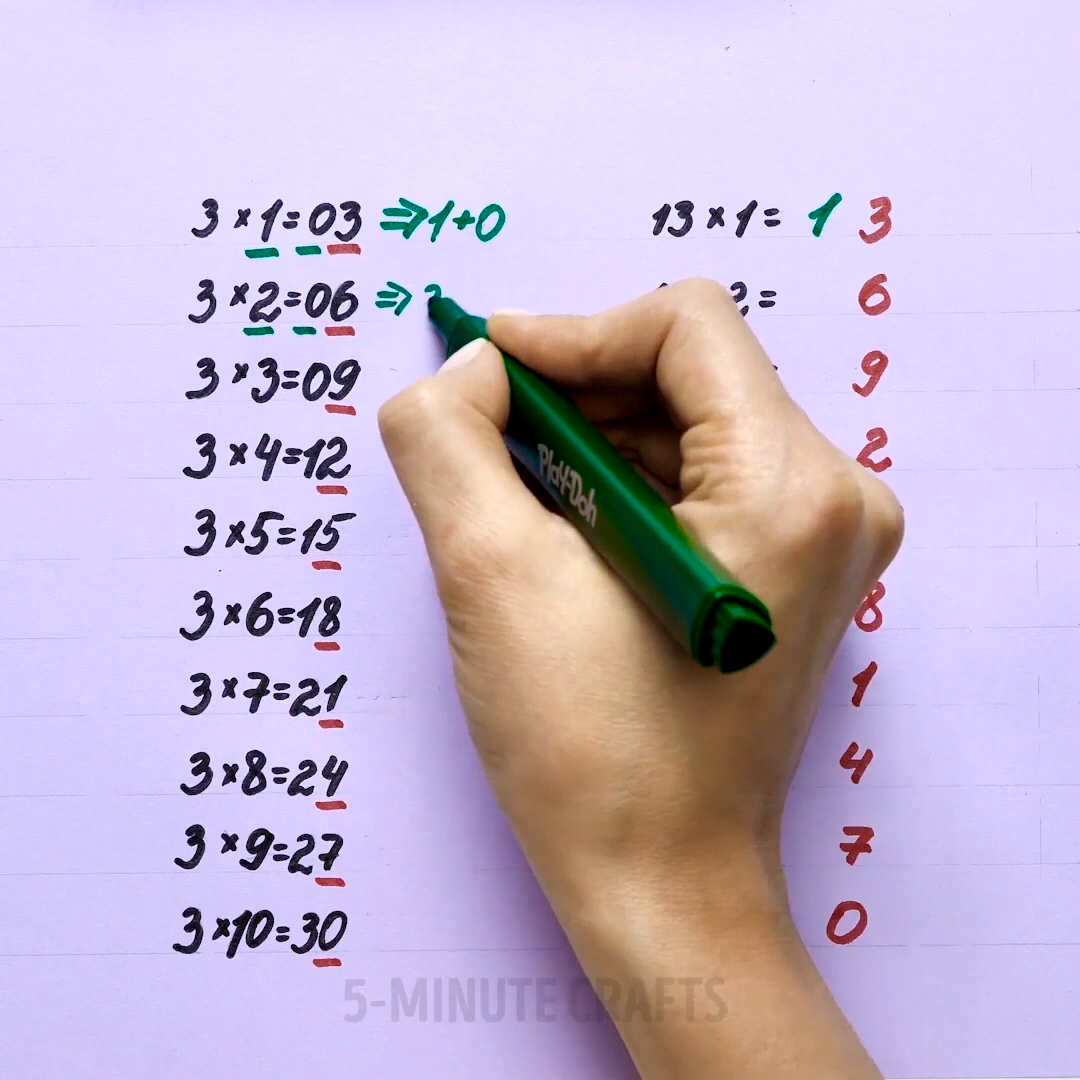 3 × 1 = 03 ⇒ 1+0 13 × 1 = 1 3
3 × 2 = 06 ⇒ 2 = 6
3 × 3 = 09 9
3 × 4 = 12 2
3 × 5 = 15
3 × 6 = 18 8
3 × 7 = 21 1
3 × 8 = 24 4
3 × 9 = 27 7
3 × 10 = 30 0
Play-Doh
5-MINUTE CRAFTS